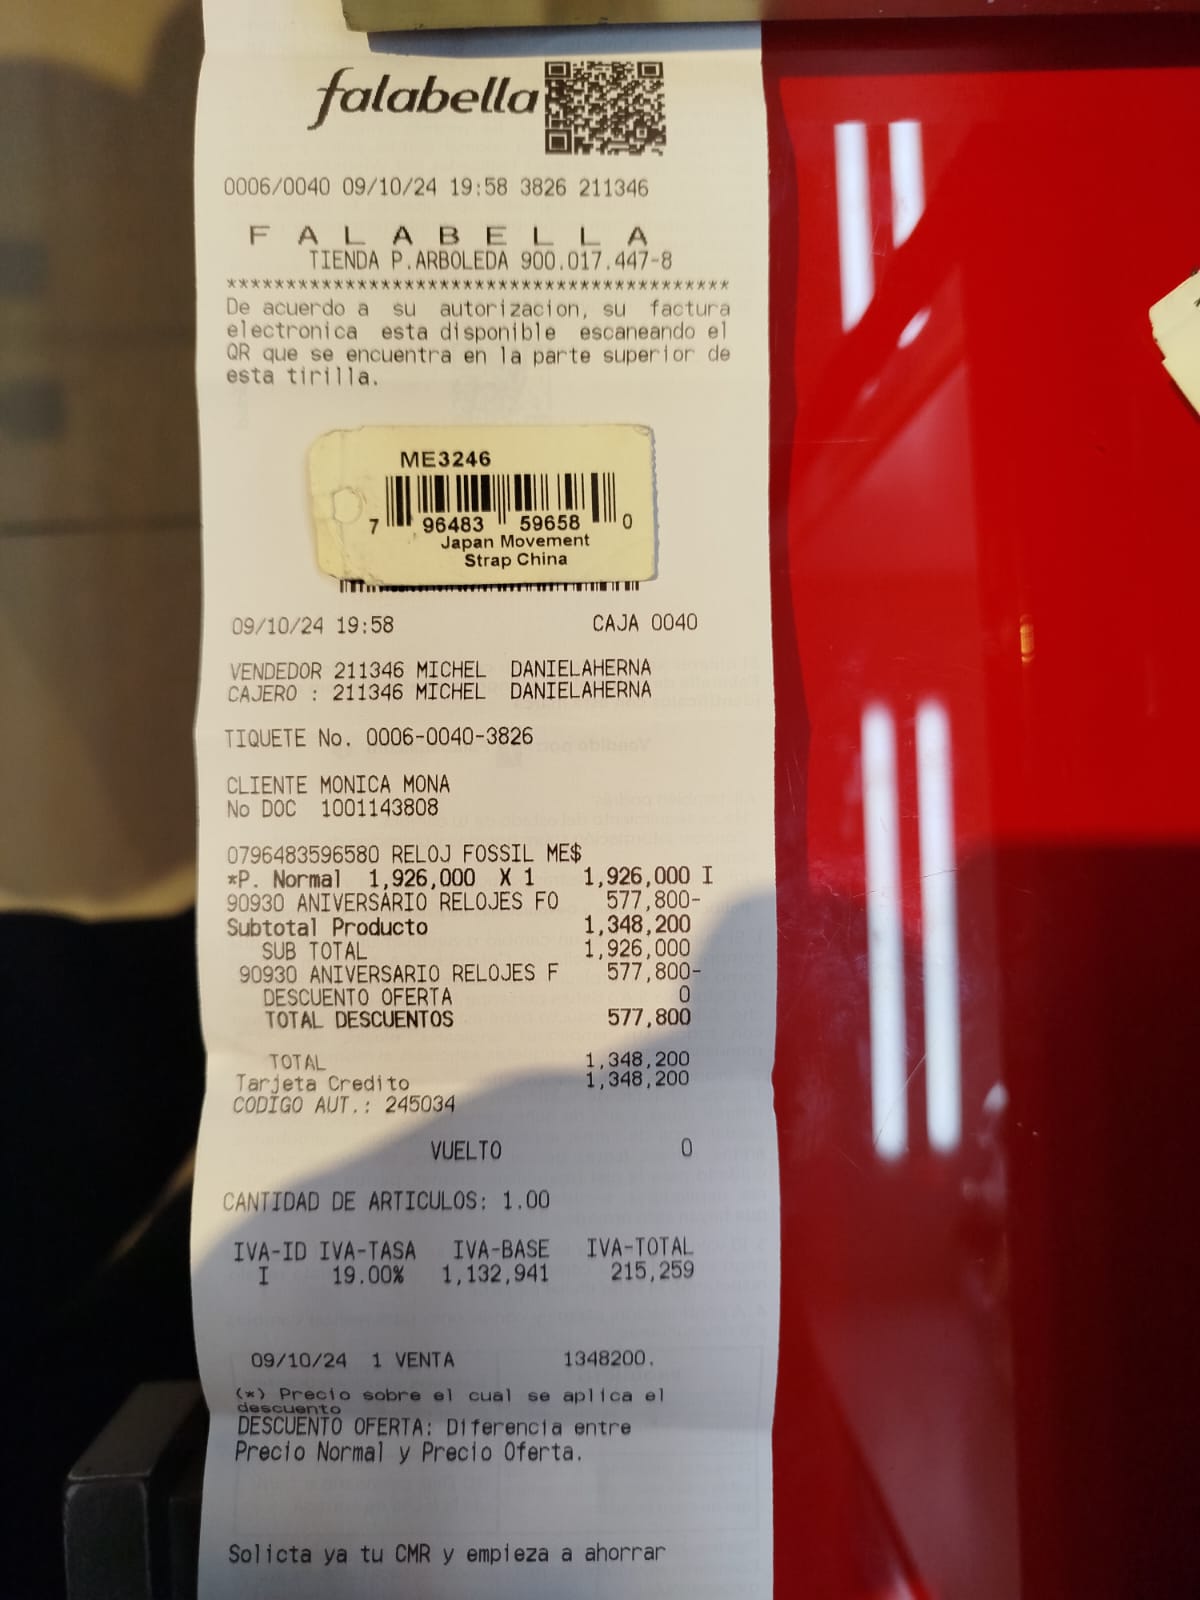 falabella
0006/0040 09/10/24 19:58 3826 211346
F A L A B E L L A
TIENDA P.ARBOLEDA 900.017.447-8
******************************************
De acuerdo a su autorizacion, su factura
electronica esta disponible escaneando el
QR que se encuentra en la parte superior de
esta tirilla.
ME3246
7 96483 59658 0
Japan Movement
Strap China
09/10/24 19:58 CAJA 0040
VENDEDOR 211346 MICHEL DANIELAHERNA
CAJERO : 211346 MICHEL DANIELAHERNA
TIQUETE No. 0006-0040-3826
CLIENTE MONICA MONA
No DOC 1001143808
0796483596580 RELOJ FOSSIL ME$
*P. Normal 1,926,000 X 1 1,926,000 I
90930 ANIVERSARIO RELOJES FO 577,800-
Subtotal Producto 1,348,200
SUB TOTAL 1,926,000
90930 ANIVERSARIO RELOJES F 577,800-
DESCUENTO OFERTA 0
TOTAL DESCUENTOS 577,800
TOTAL 1,348,200
Tarjeta Credito 1,348,200
CODIGO AUT.: 245034
VUELTO 0
CANTIDAD DE ARTICULOS: 1.00
IVA-ID IVA-TASA IVA-BASE IVA-TOTAL
I 19.00% 1,132,941 215,259
09/10/24 1 VENTA 1348200.
(*) Precio sobre el cual se aplica el
descuento
DESCUENTO OFERTA: Diferencia entre
Precio Normal y Precio Oferta.
Solicta ya tu CMR y empieza a ahorrar